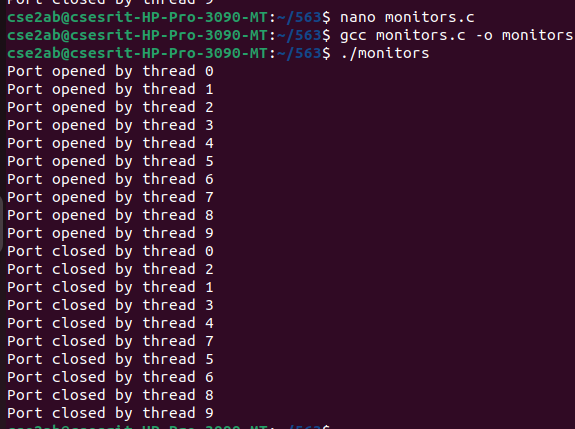 Port closed by thread 9
cse2ab@csesrit-HP-Pro-3090-MT:~/563$ nano monitors.c
cse2ab@csesrit-HP-Pro-3090-MT:~/563$ gcc monitors.c -o monitors
cse2ab@csesrit-HP-Pro-3090-MT:~/563$ ./monitors
Port opened by thread 0
Port opened by thread 1
Port opened by thread 2
Port opened by thread 3
Port opened by thread 4
Port opened by thread 5
Port opened by thread 6
Port opened by thread 7
Port opened by thread 8
Port opened by thread 9
Port closed by thread 0
Port closed by thread 2
Port closed by thread 1
Port closed by thread 3
Port closed by thread 4
Port closed by thread 7
Port closed by thread 5
Port closed by thread 6
Port closed by thread 8
Port closed by thread 9
cse2ab@csesrit-HP-Pro-3090-MT:~/563$